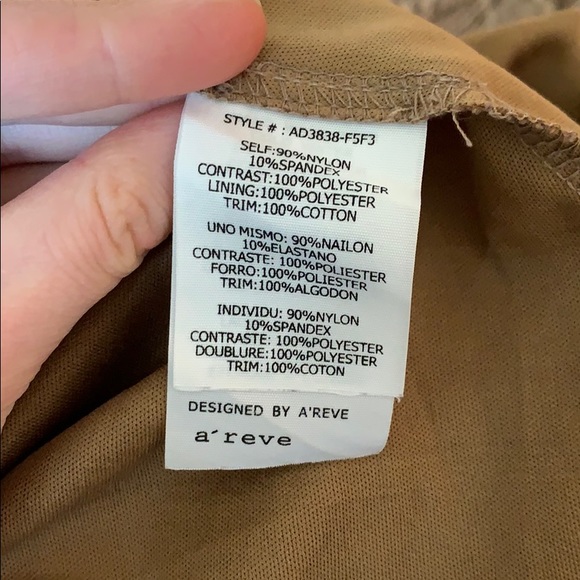 STYLE # : AD3838-F5F3
SELF:90%NYLON
10%SPANDEX
CONTRAST:100%POLYESTER
LINING:100%POLYESTER
TRIM:100%COTTON
UNO MISMO: 90%NAILON
10%ELASTANO
CONTRASTE: 100%POLIESTER
FORRO:100%POLIESTER
TRIM:100%ALGODON
INDIVIDU: 90%NYLON
10%SPANDEX
CONTRASTE: 100%POLYESTER
DOUBLURE:100%POLYESTER
TRIM:100%COTON
DESIGNED BY A'REVE
a´reve